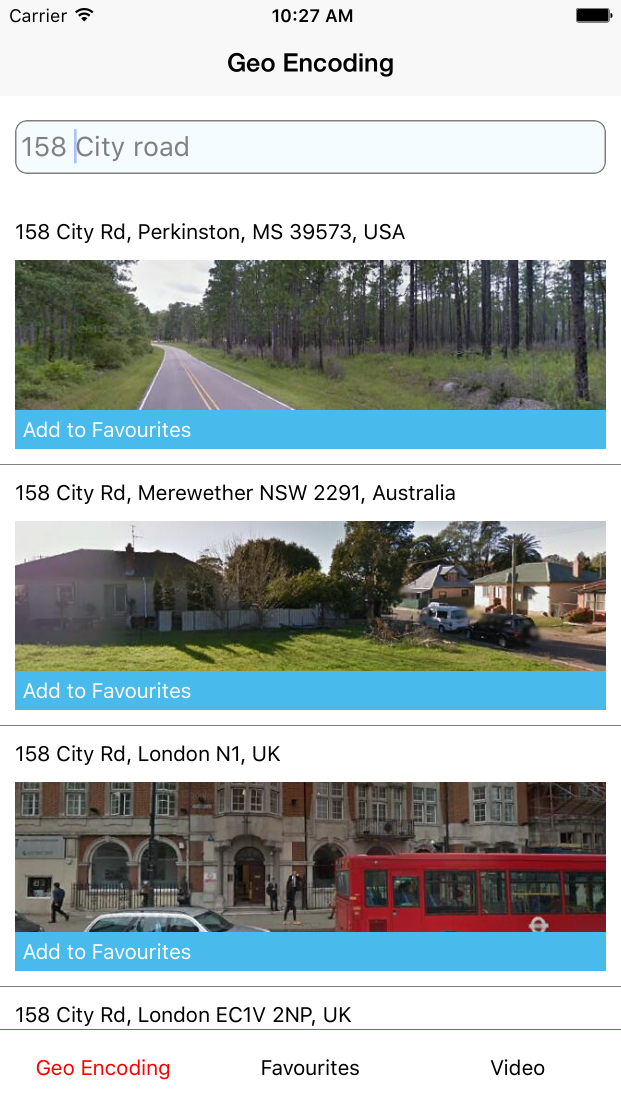 Carrier 10:27 AM
Geo Encoding
158 City road
158 City Rd, Perkinston, MS 39573, USA
Add to Favourites
158 City Rd, Merewether NSW 2291, Australia
Add to Favourites
158 City Rd, London N1, UK
Add to Favourites
158 City Rd, London EC1V 2NP, UK
Geo Encoding Favourites Video